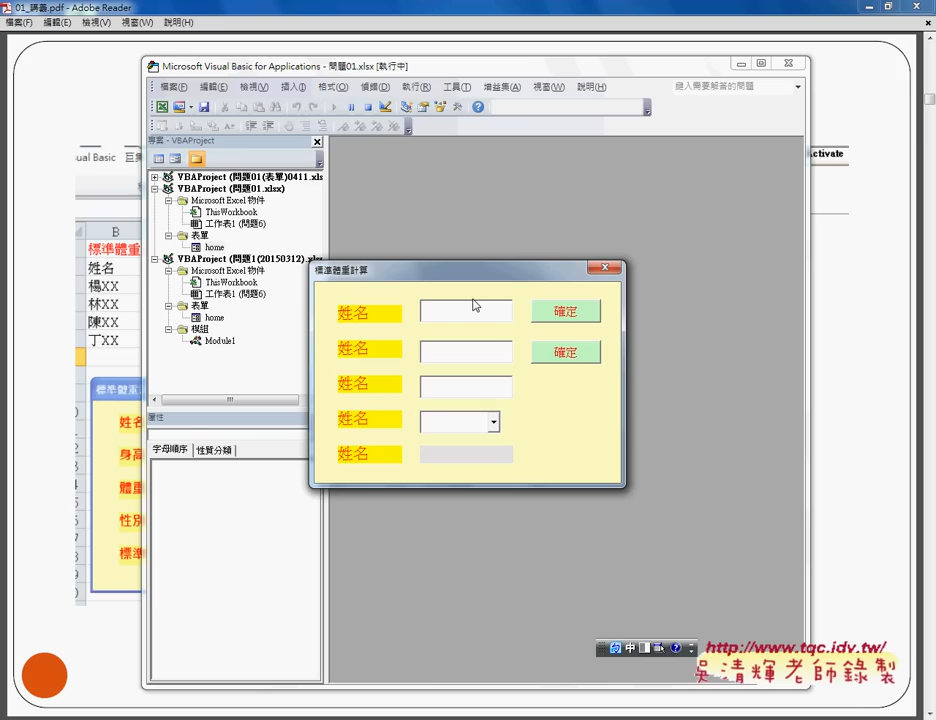 01_講義.pdf - Adobe Reader
檔案(F) 編輯(E) 檢視(V) 視窗(W) 說明(H)
Microsoft Visual Basic for Applications - 問題01.xlsx [執行中]
檔案(F) 編輯(E) 檢視(V) 插入(I) 格式(O) 偵錯(D) 執行(R) 工具(T) 增益集(A) 視窗(W) 說明(H)
鍵入需要解答的問題
專案 - VBAProject
sual Basic 巨集
ctivate
VBAProject (問題01(表單)0411.xls
VBAProject (問題01.xlsx)
Microsoft Excel 物件
ThisWorkbook
工作表1 (問題6)
表單
home
VBAProject (問題1(20150312).xls
Microsoft Excel 物件
ThisWorkbook
工作表1 (問題6)
表單
home
模組
Module1
B
標準體重
姓名
楊XX
林XX
陳XX
丁XX
標準體重
姓名
身高
體重
性別
標準
屬性
字母順序 性質分類
標準體重計算
姓名 確定
姓名 確定
姓名
姓名
姓名
中
http://www.tqc.idv.tw/
吳清輝老師錄製